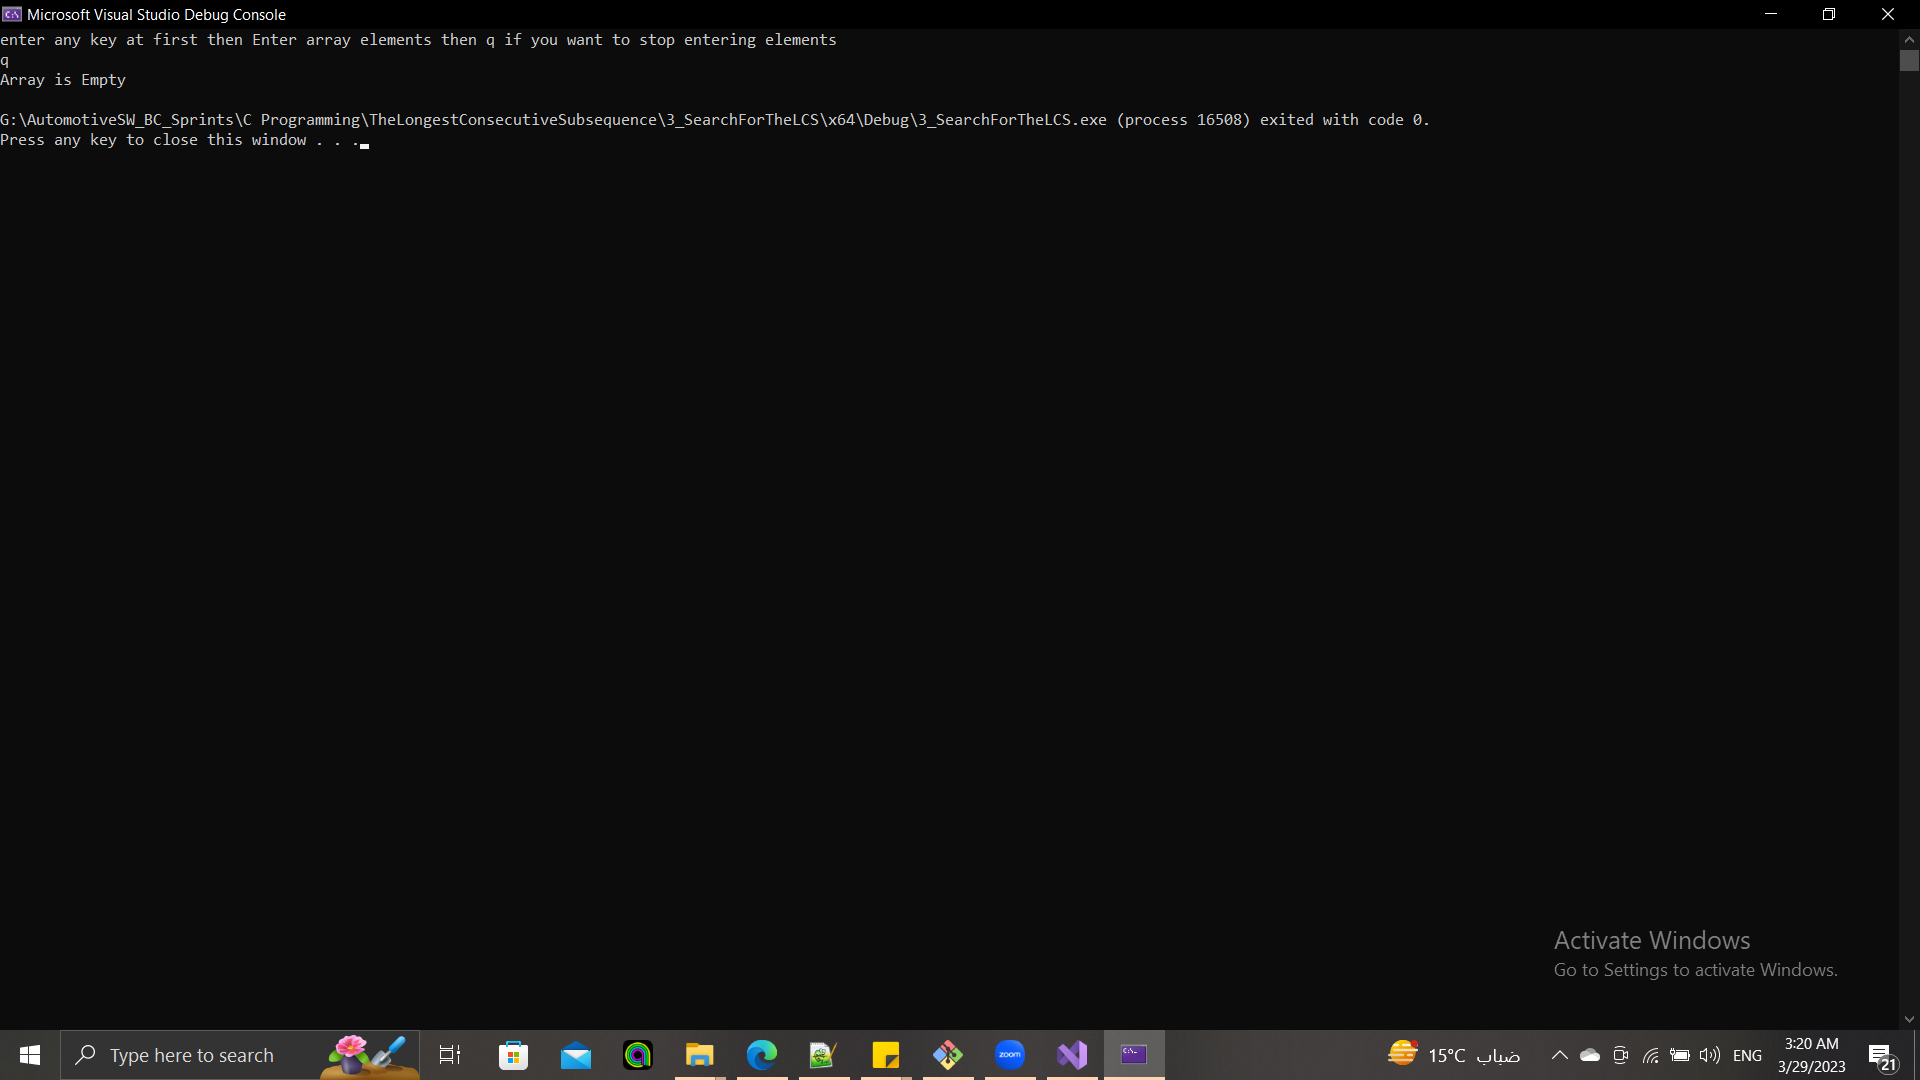 Microsoft Visual Studio Debug Console
enter any key at first then Enter array elements then q if you want to stop entering elements
q
Array is Empty
G:\AutomotiveSW_BC_Sprints\C Programming\TheLongestConsecutiveSubsequence\3_SearchForTheLCS\x64\Debug\3_SearchForTheLCS.exe (process 16508) exited with code 0.
Press any key to close this window . . .
Activate Windows
Go to Settings to activate Windows.
Type here to search
zoom
15°C ضباب
ENG
3:20 AM
3/29/2023
21